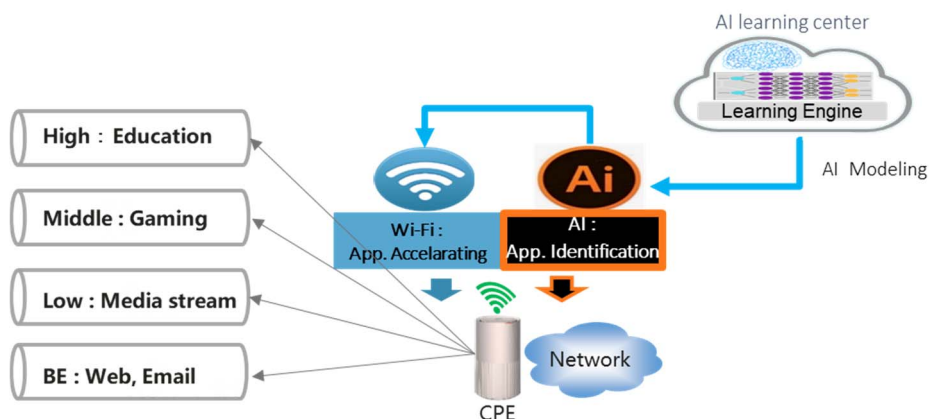 AI learning center
Learning Engine
AI Modeling
High : Education
Middle : Gaming
Low : Media stream
BE : Web, Email
Ai
Wi-Fi :
App. Accelarating
AI :
App. Identification
Network
CPE